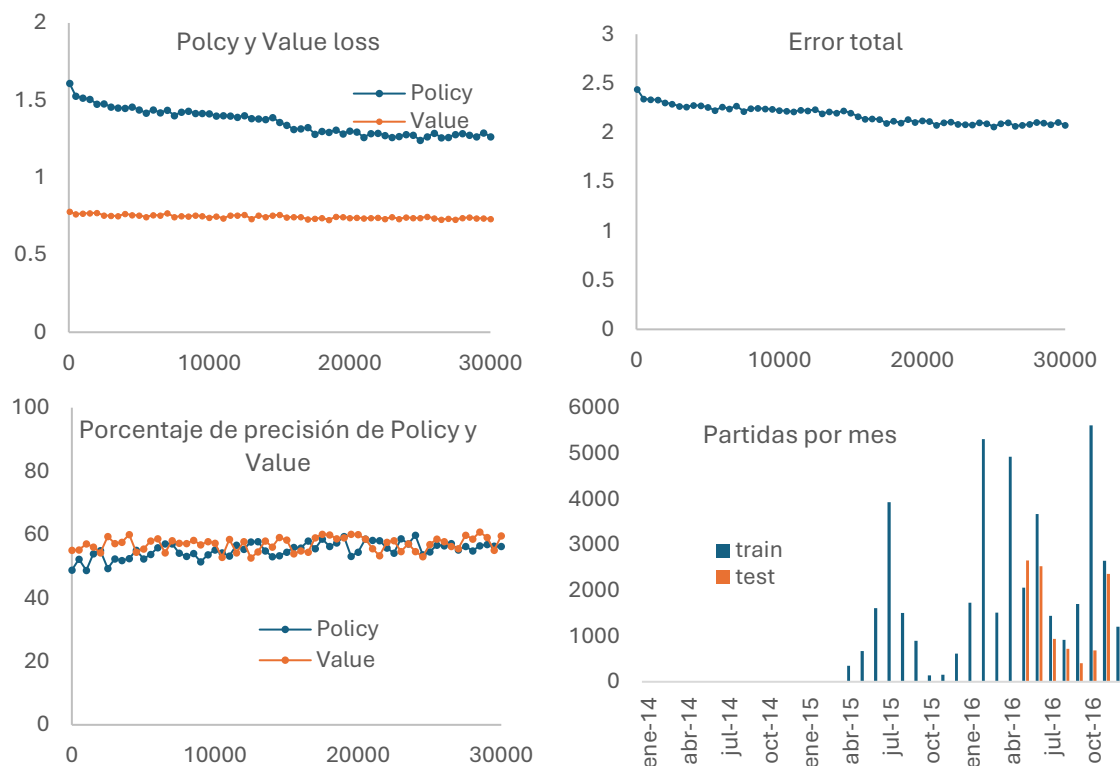 Polcy y Value loss
2
1.5
1
0.5
0
Policy
Value
0 10000 20000 30000
Error total
3
2.5
2
1.5
1
0.5
0
0 10000 20000 30000
Porcentaje de precisión de Policy y
Value
100
80
60
40
20
0
Policy
Value
0 10000 20000 30000
Partidas por mes
6000
5000
4000
3000
2000
1000
0
train
test
ene-14
abr-14
jul-14
oct-14
ene-15
abr-15
jul-15
oct-15
ene-16
abr-16
jul-16
oct-16